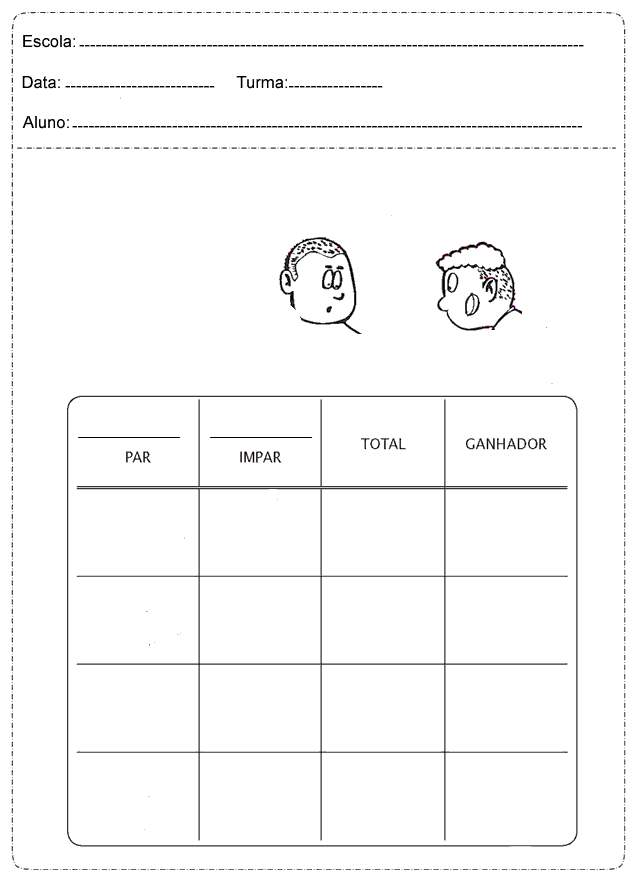 Escola:
Data: Turma:
Aluno:
PAR IMPAR TOTAL GANHADOR